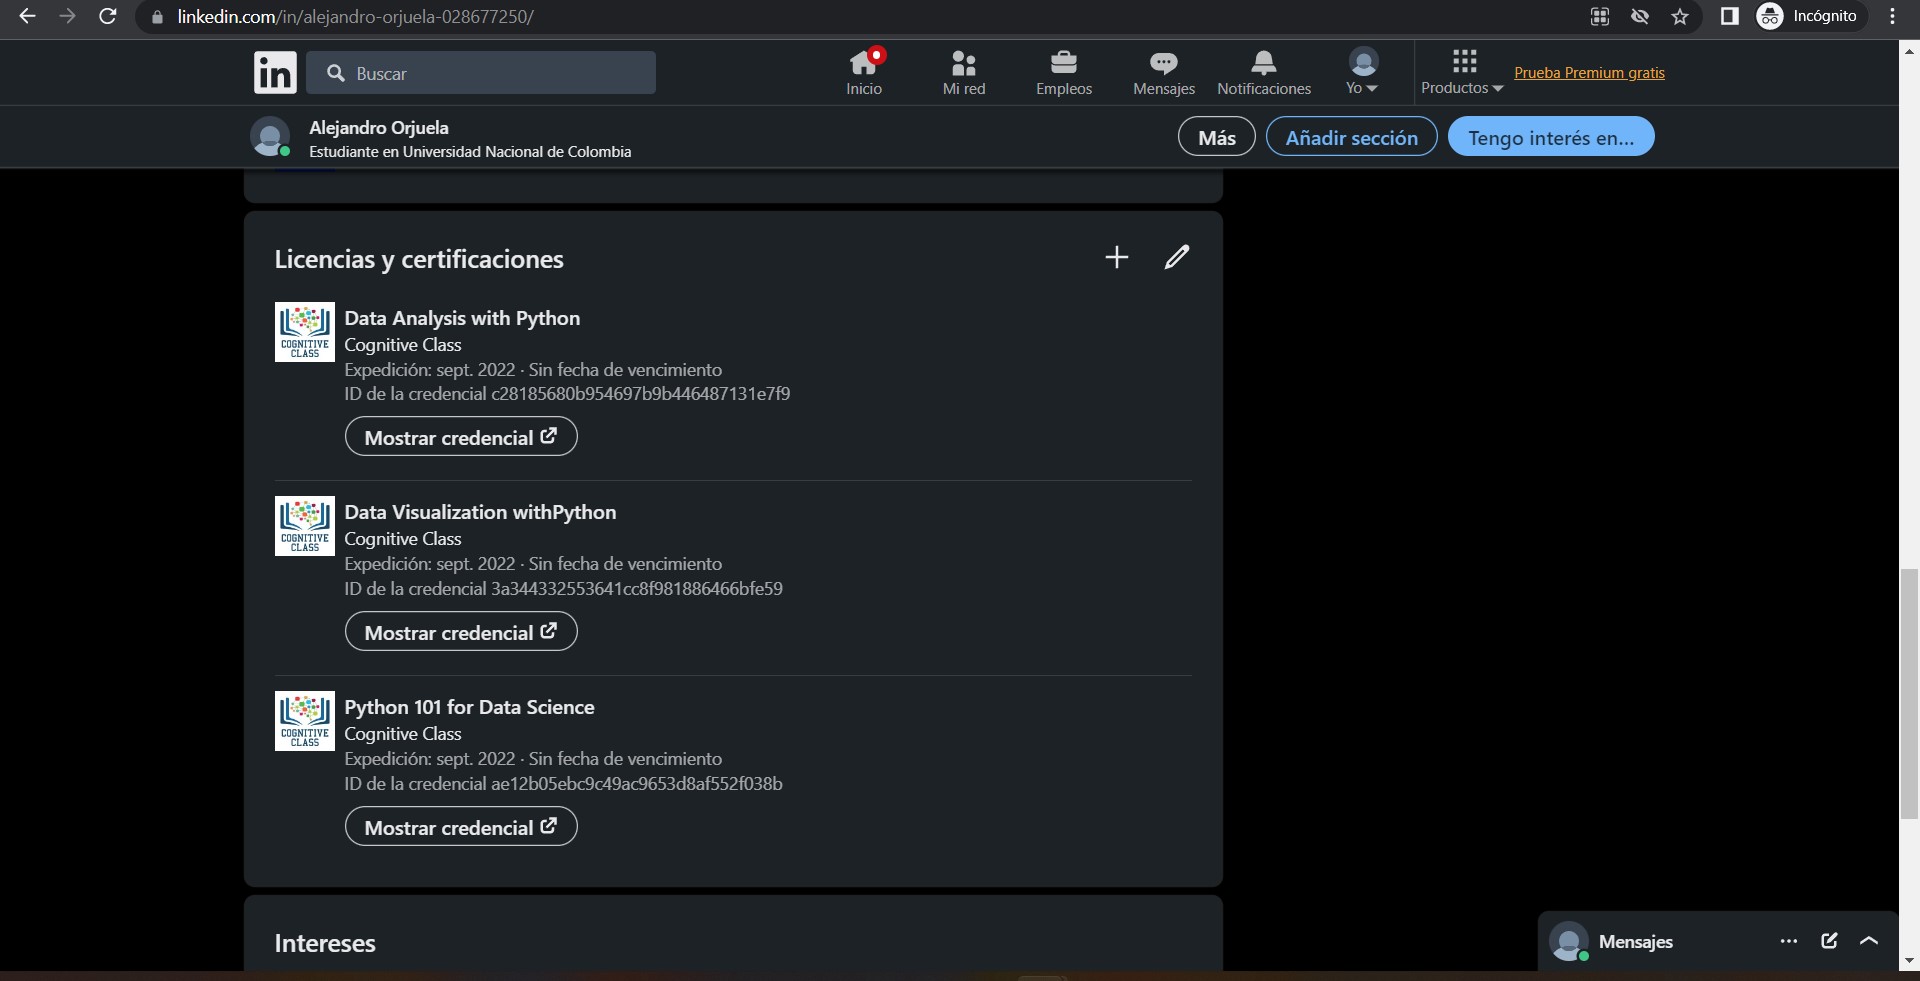 linkedin.com/in/alejandro-orjuela-028677250/
Incógnito
in
Buscar
Inicio
Mi red
Empleos
Mensajes
Notificaciones
Yo
Productos
Prueba Premium gratis
Alejandro Orjuela
Estudiante en Universidad Nacional de Colombia
Más
Añadir sección
Tengo interés en...
Licencias y certificaciones
COGNITIVE
CLASS
Data Analysis with Python
Cognitive Class
Expedición: sept. 2022 · Sin fecha de vencimiento
ID de la credencial c28185680b954697b9b446487131e7f9
Mostrar credencial
COGNITIVE
CLASS
Data Visualization withPython
Cognitive Class
Expedición: sept. 2022 · Sin fecha de vencimiento
ID de la credencial 3a344332553641cc8f981886466bfe59
Mostrar credencial
COGNITIVE
CLASS
Python 101 for Data Science
Cognitive Class
Expedición: sept. 2022 · Sin fecha de vencimiento
ID de la credencial ae12b05ebc9c49ac9653d8af552f038b
Mostrar credencial
Intereses
Mensajes